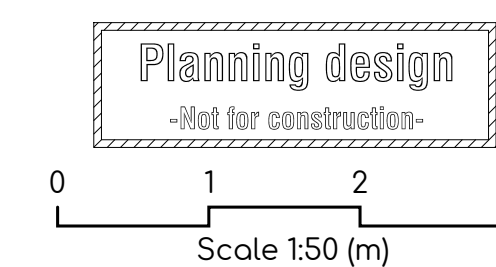 Planning design
-Not for construction-
0 1 2
Scale 1:50 (m)